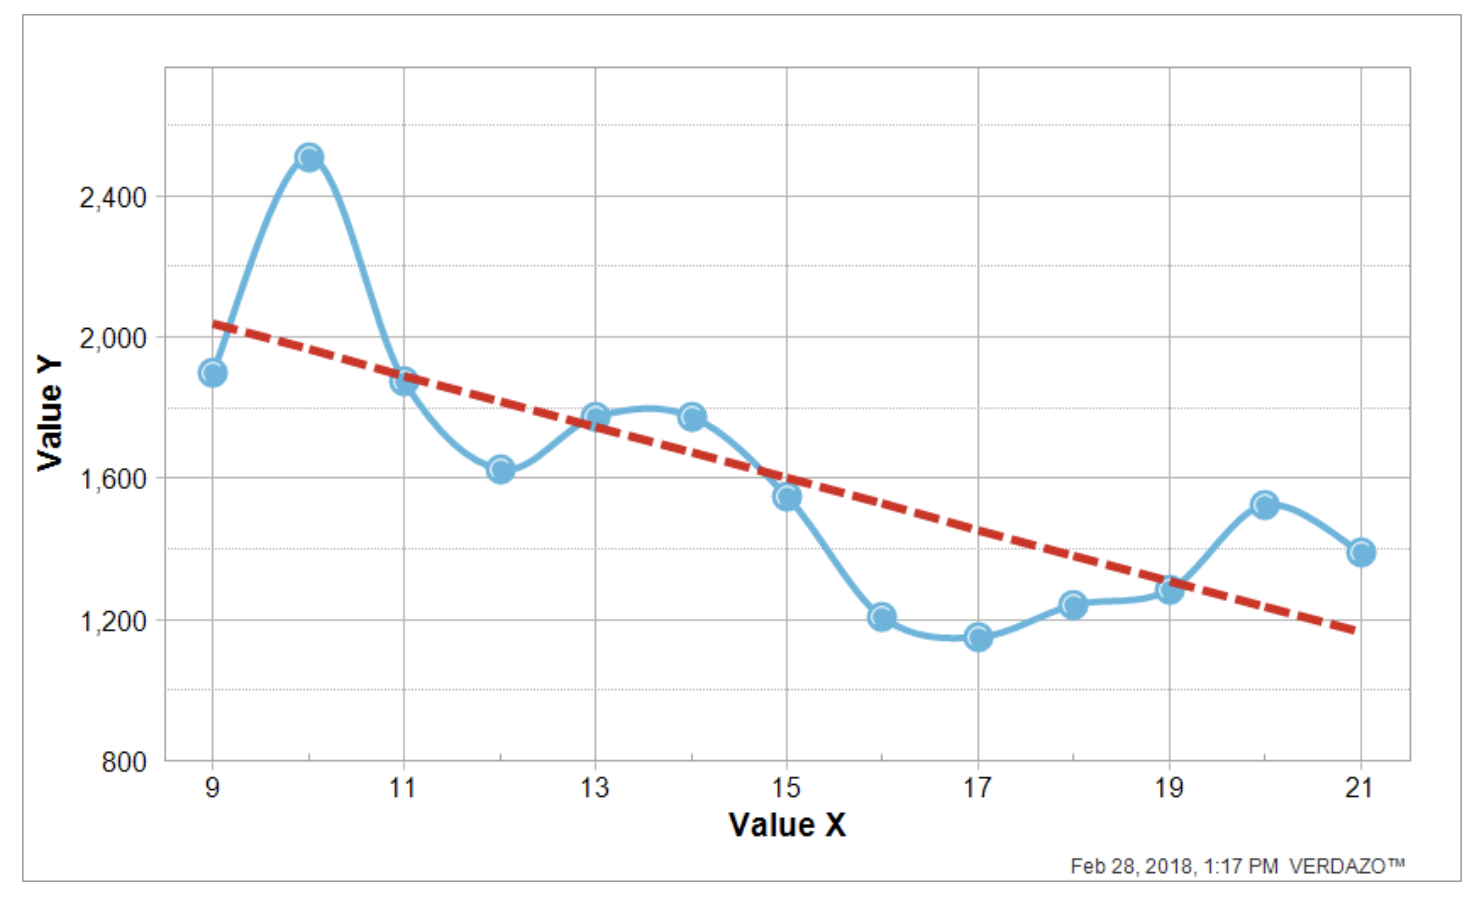 2,400
2,000
1,600
1,200
800
Value Y
9 11 13 15 17 19 21
Value X
Feb 28, 2018, 1:17 PM VERDAZO™